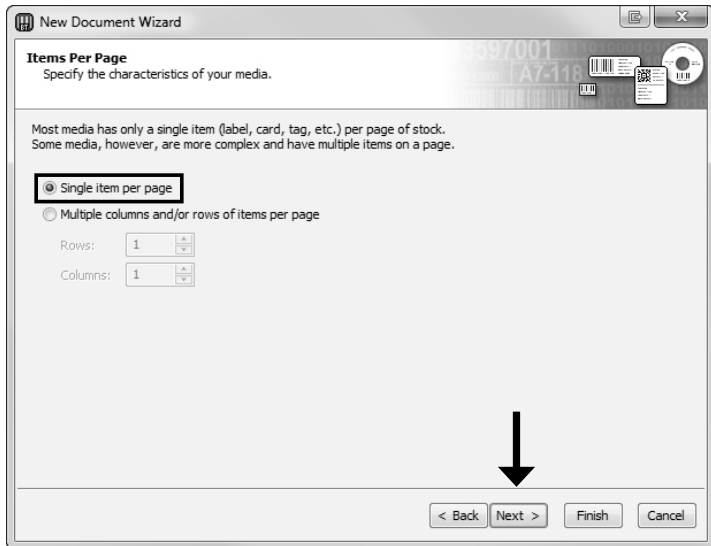 New Document Wizard
Items Per Page
Specify the characteristics of your media.
3597001
A7-118
Most media has only a single item (label, card, tag, etc.) per page of stock.
Some media, however, are more complex and have multiple items on a page.
Single item per page
Multiple columns and/or rows of items per page
Rows: 1
Columns: 1
< Back Next > Finish Cancel